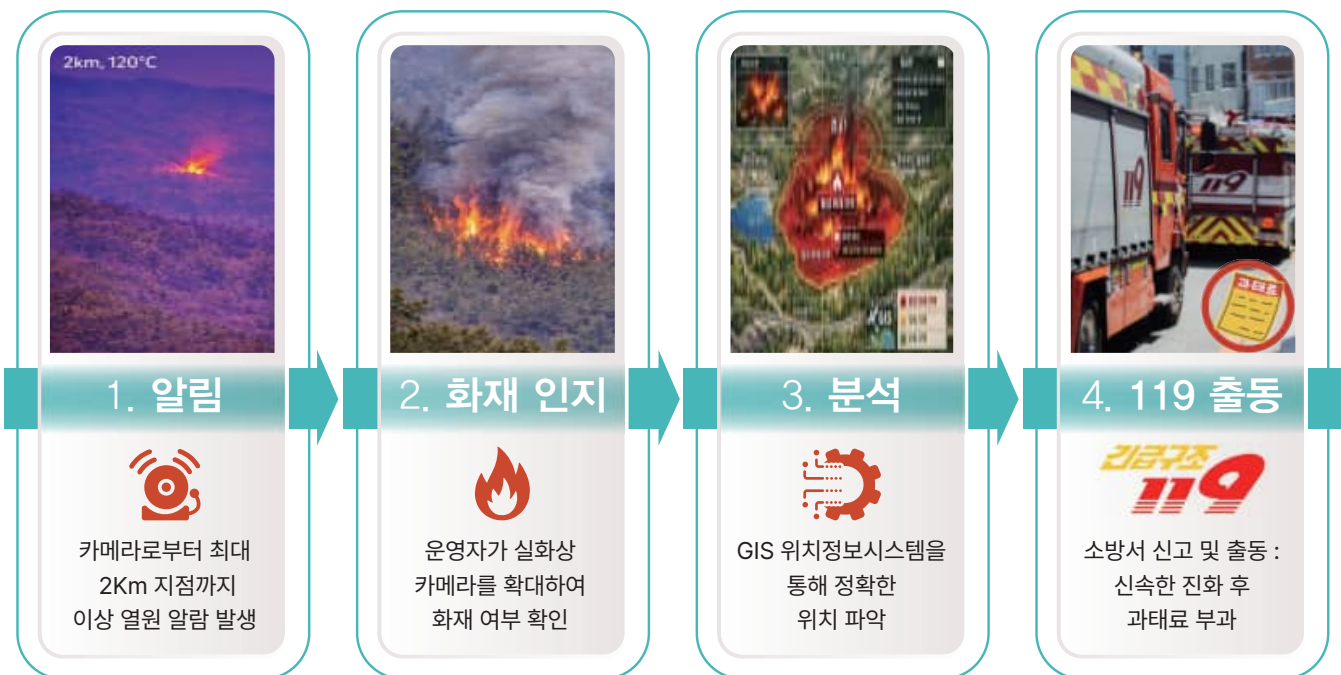 2km, 120°C
1. 알림
카메라로부터 최대
2Km 지점까지
이상 열원 알람 발생
2. 화재 인지
운영자가 실화상
카메라를 확대하여
화재 여부 확인
3. 분석
GIS 위치정보시스템을
통해 정확한
위치 파악
119
119
과태료
4. 119 출동
긴급구조
119
소방서 신고 및 출동 :
신속한 진화 후
과태료 부과